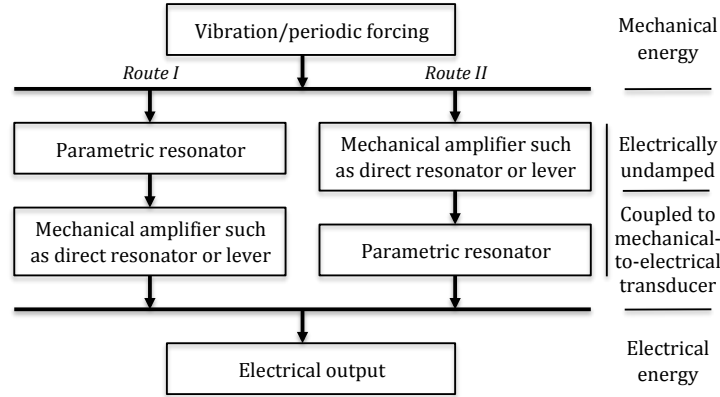 Vibration/periodic forcing
Mechanical
energy
Route I
Route II
Parametric resonator
Mechanical amplifier such
as direct resonator or lever
Electrically
undamped
Mechanical amplifier such
as direct resonator or lever
Parametric resonator
Coupled to
mechanical-
to-electrical
transducer
Electrical output
Electrical
energy